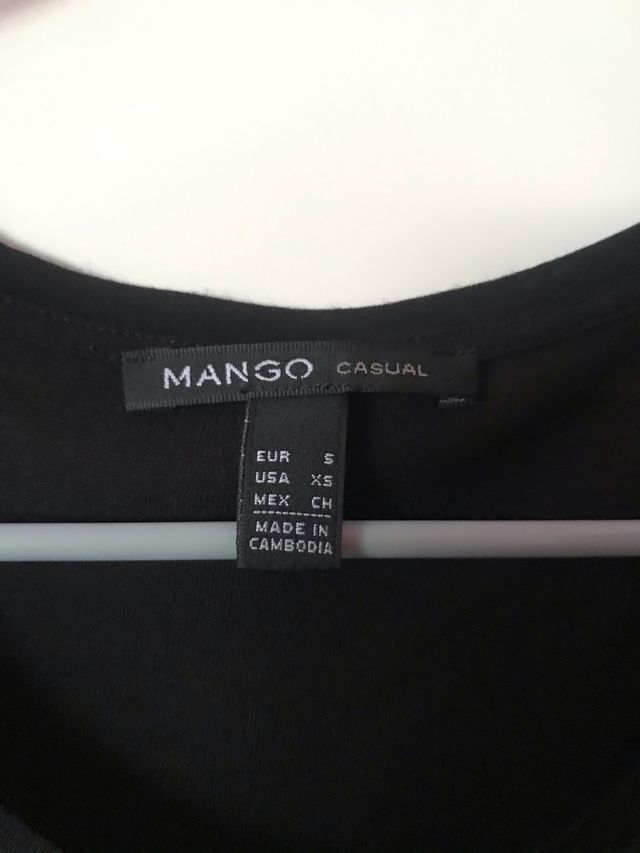 MANGO CASUAL
EUR S
USA XS
MEX CH
MADE IN
CAMBODIA